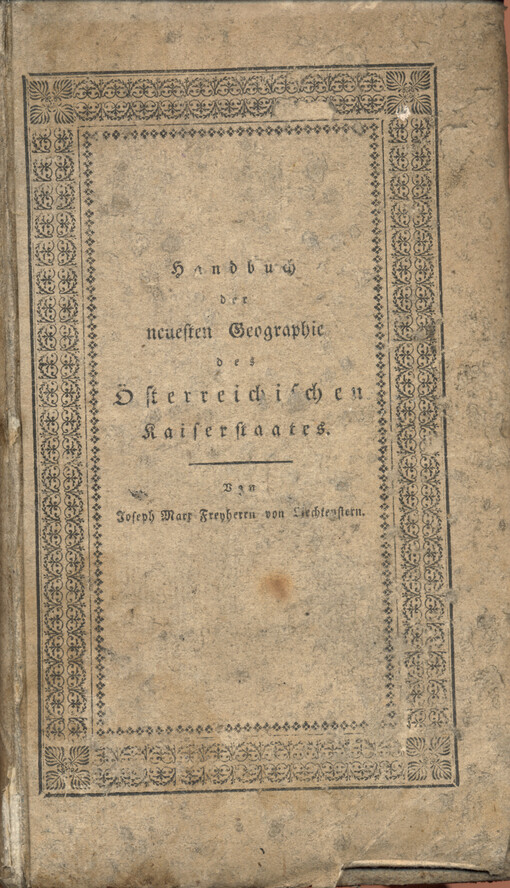 Handbuch
der
neuesten Geographie
des
Österreichischen
Kaiserstaates.
Von
Joseph Marx Freyherrn von Liechtenstern.